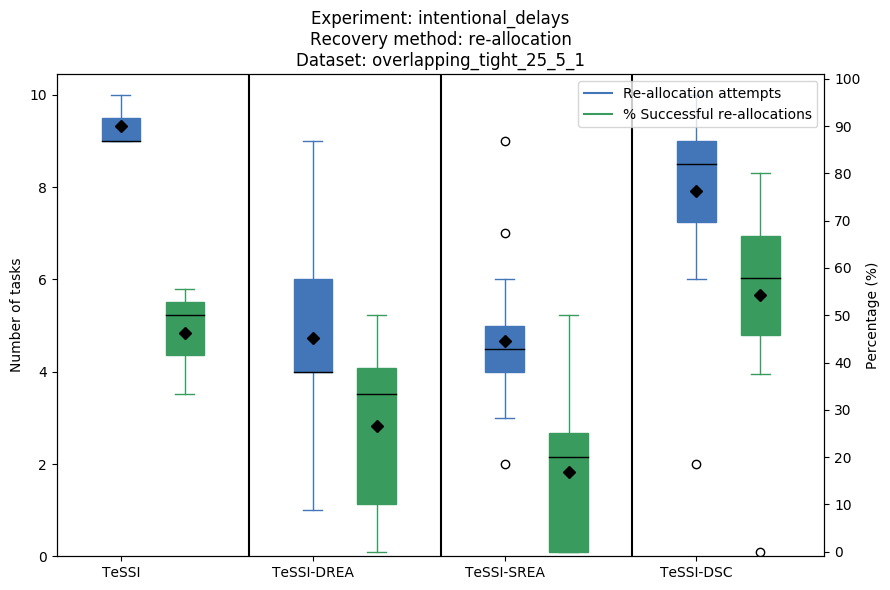 Experiment: intentional_delays
Recovery method: re-allocation
Dataset: overlapping_tight_25_5_1
Re-allocation attempts
% Successful re-allocations
Number of tasks
10
8
6
4
2
0
Percentage (%)
100
90
80
70
60
50
40
30
20
10
0
TeSSI
TeSSI-DREA
TeSSI-SREA
TeSSI-DSC